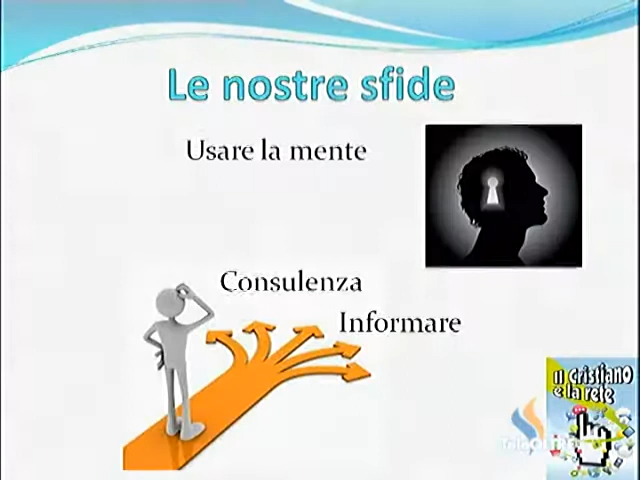 Le nostre sfide
Usare la mente
Consulenza
Informare
Il cristiano
e la rete